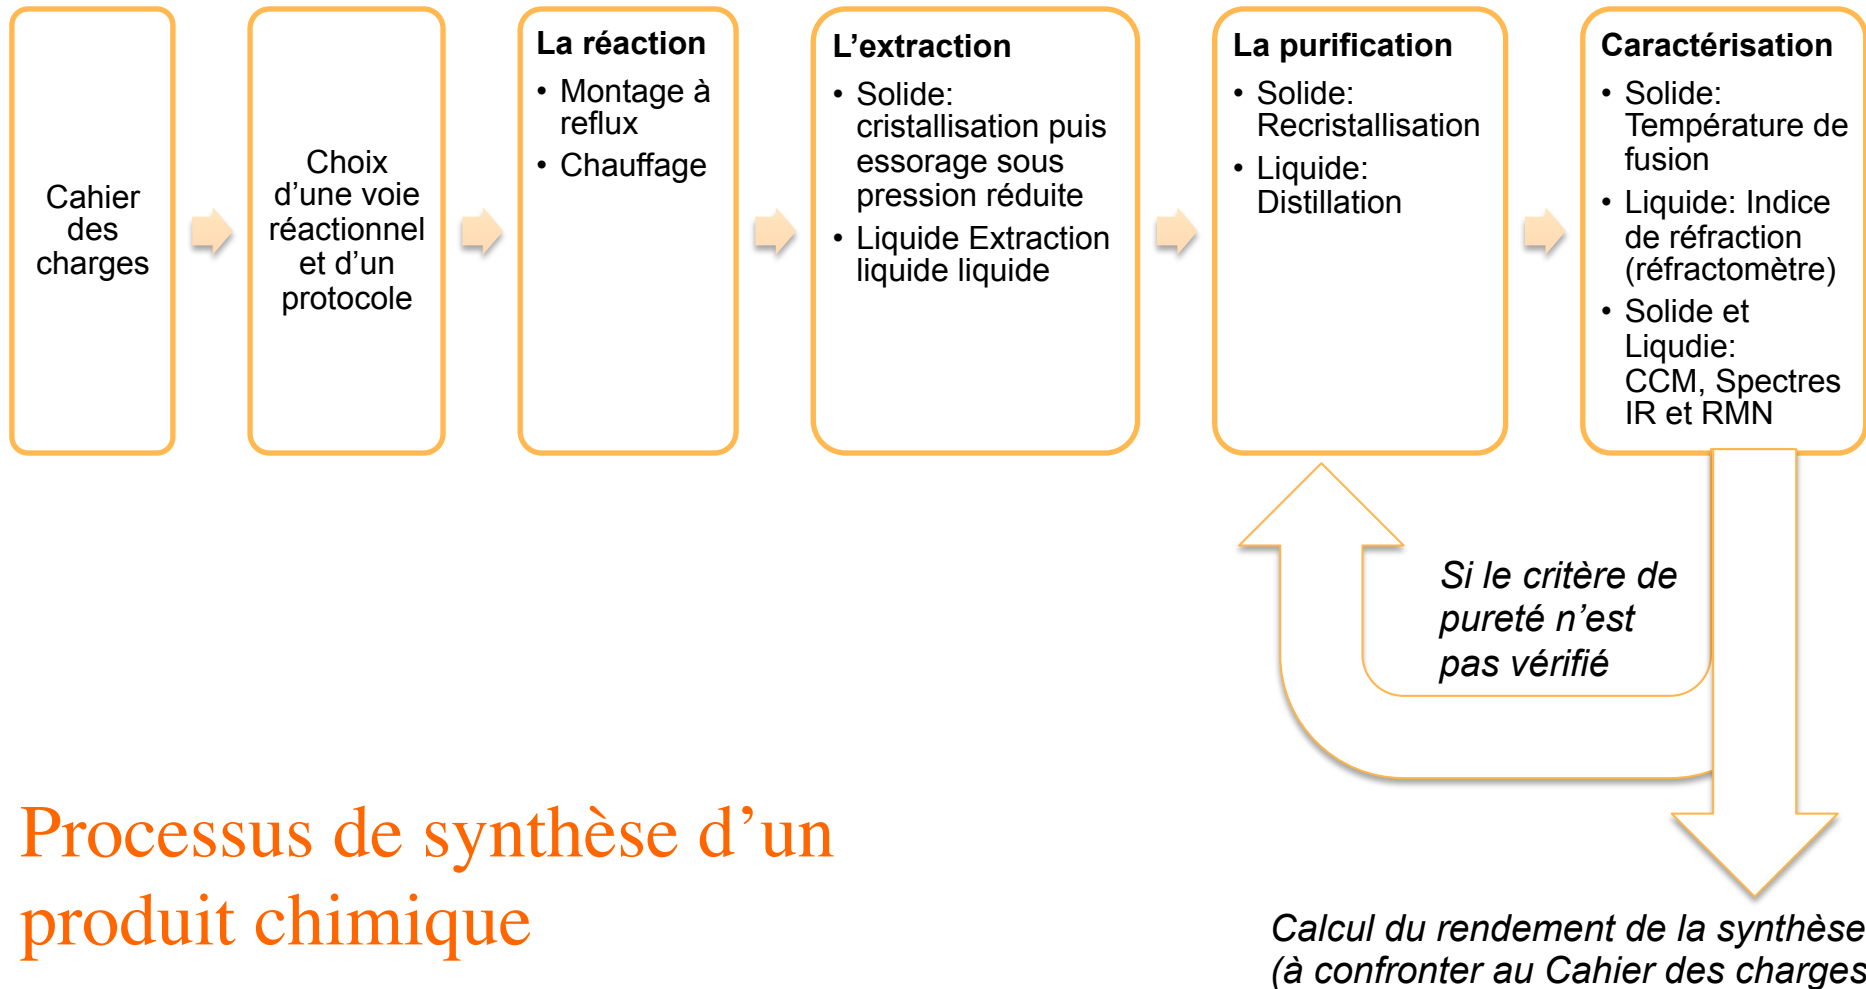 Cahier
des
charges
Choix
d’une voie
réactionnel
et d’un
protocole
La réaction
• Montage à
reflux
• Chauffage
L’extraction
• Solide:
cristallisation puis
essorage sous
pression réduite
• Liquide Extraction
liquide liquide
La purification
• Solide:
Recristallisation
• Liquide:
Distillation
Caractérisation
• Solide:
Température de
fusion
• Liquide: Indice
de réfraction
(réfractomètre)
• Solide et
Liqudie:
CCM, Spectres
IR et RMN
Si le critère de
pureté n’est
pas vérifié
Processus de synthèse d’un
produit chimique
Calcul du rendement de la synthèse
(à confronter au Cahier des charges